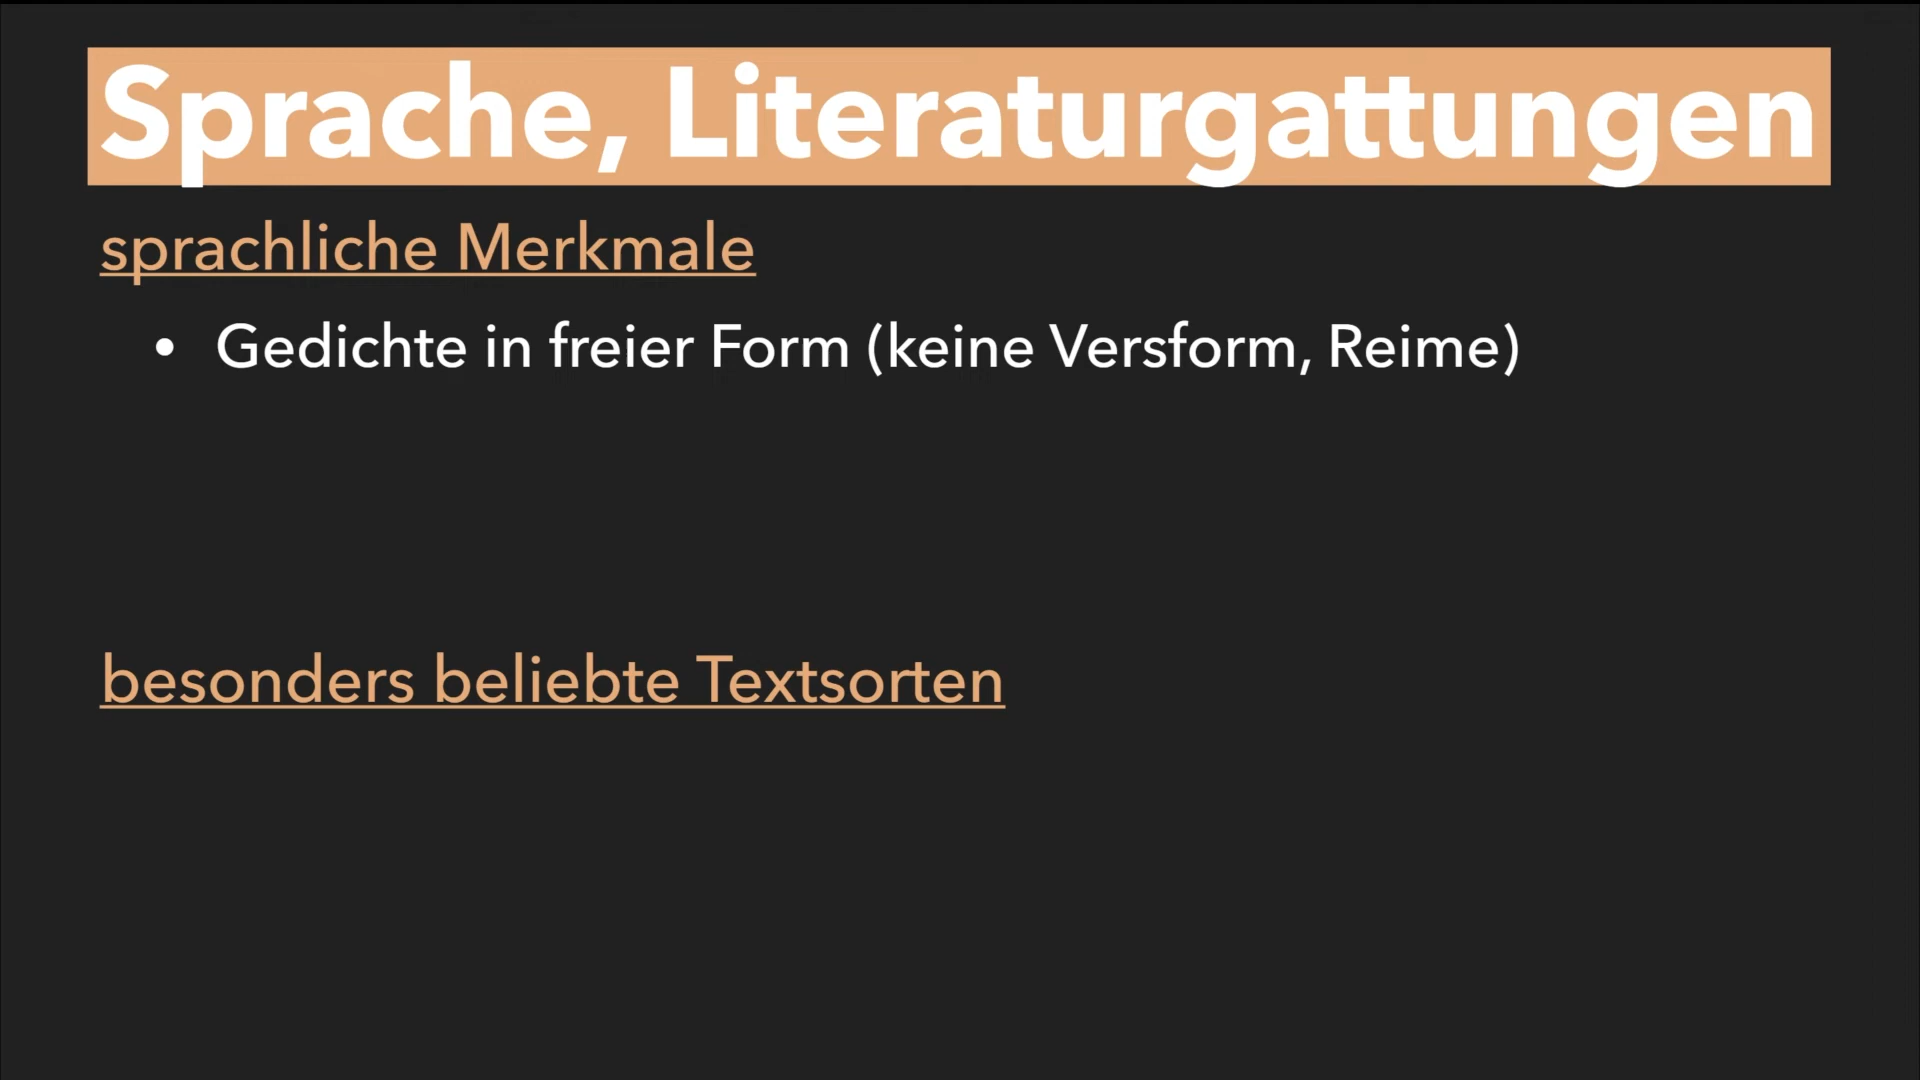 Sprache, Literaturgattungen
sprachliche Merkmale
• Gedichte in freier Form (keine Versform, Reime)
besonders beliebte Textsorten